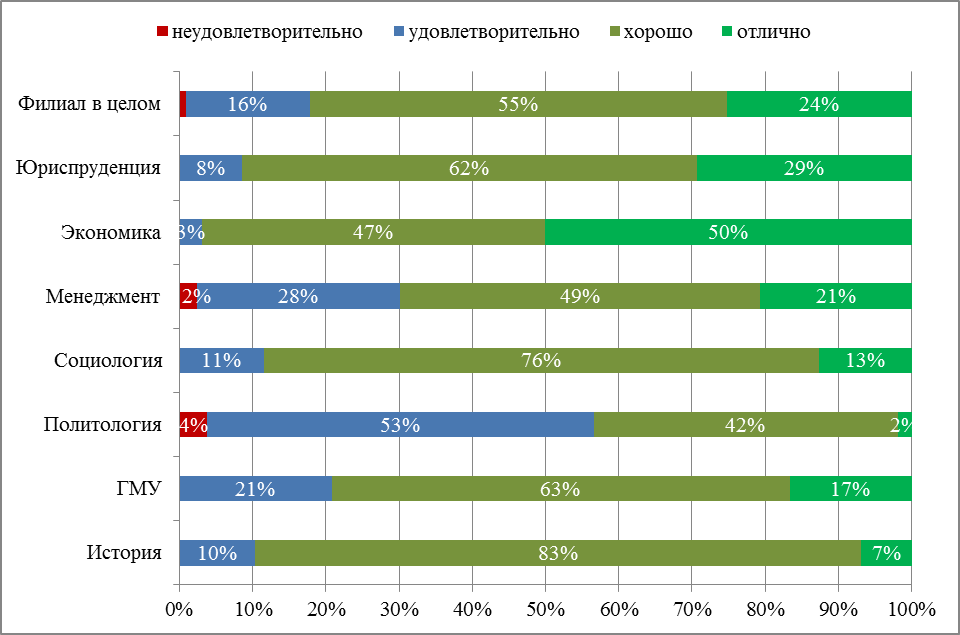 неудовлетворительно удовлетворительно хорошо отлично
Филиал в целом 16% 55% 24%
Юриспруденция 8% 62% 29%
Экономика 3% 47% 50%
Менеджмент 2% 28% 49% 21%
Социология 11% 76% 13%
Политология 4% 53% 42% 2%
ГМУ 21% 63% 17%
История 10% 83% 7%
0% 10% 20% 30% 40% 50% 60% 70% 80% 90% 100%